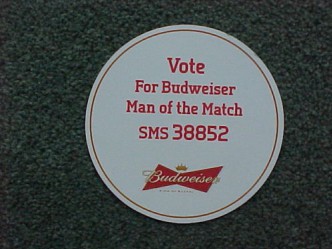 Vote
For Budweiser
Man of the Match
SMS 38852
Budweiser